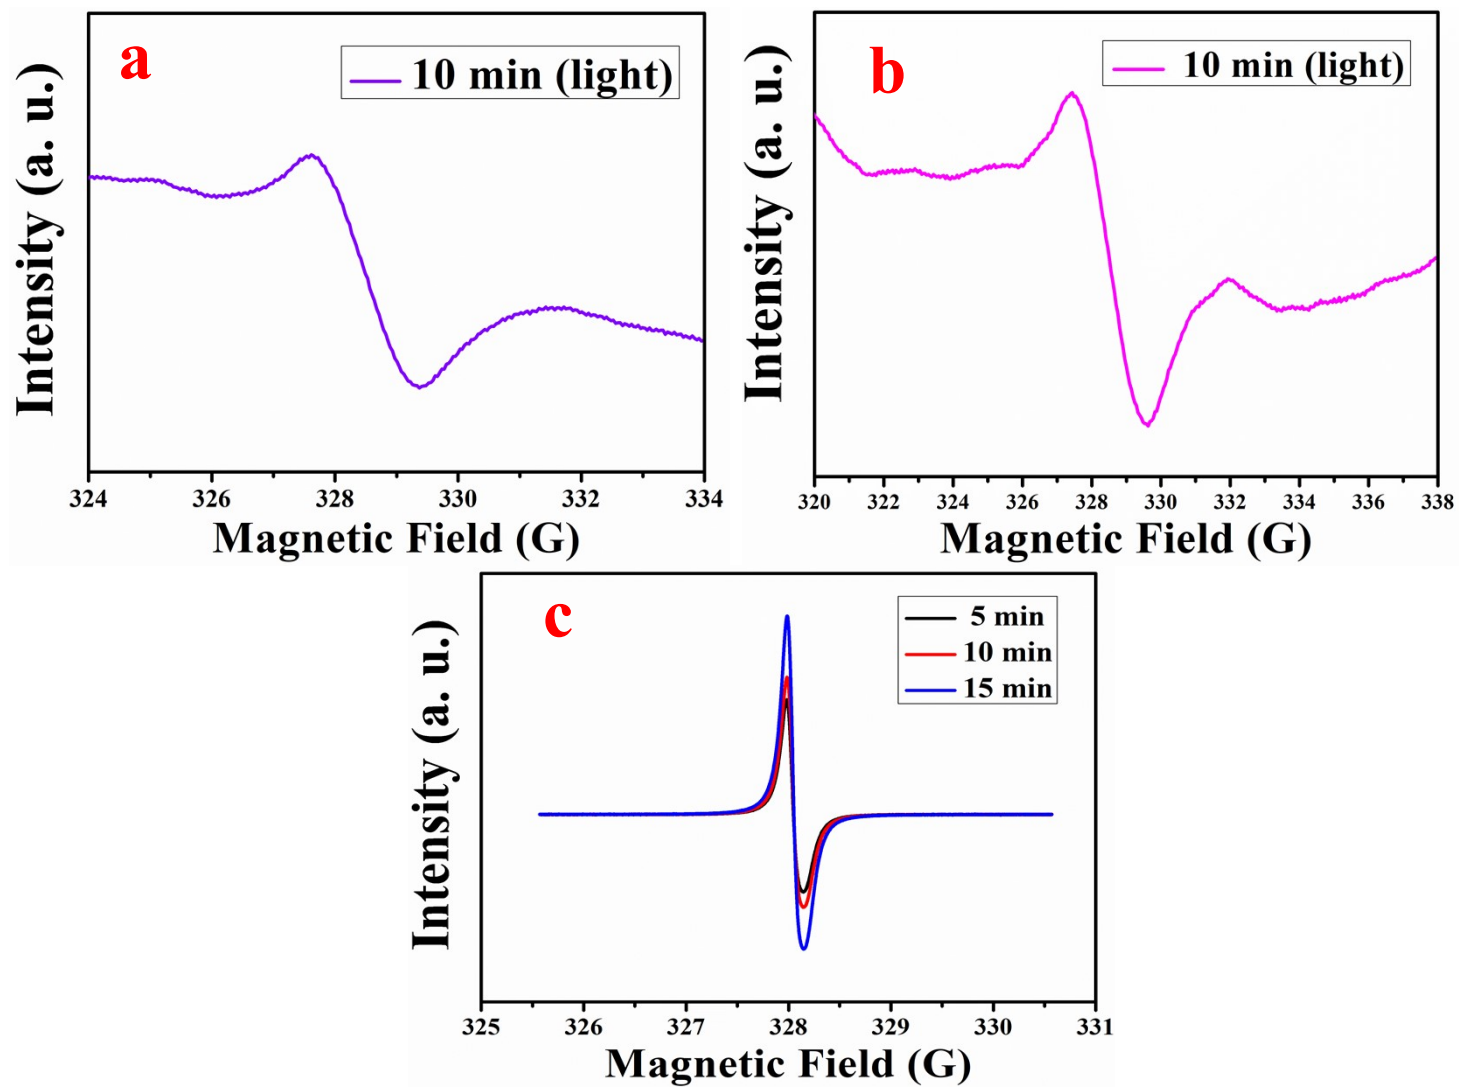 a
10 min (light)
Intensity (a. u.)
324 326 328 330 332 334
Magnetic Field (G)
b
10 min (light)
Intensity (a. u.)
320 322 324 326 328 330 332 334 336 338
Magnetic Field (G)
c
5 min
10 min
15 min
Intensity (a. u.)
325 326 327 328 329 330 331
Magnetic Field (G)